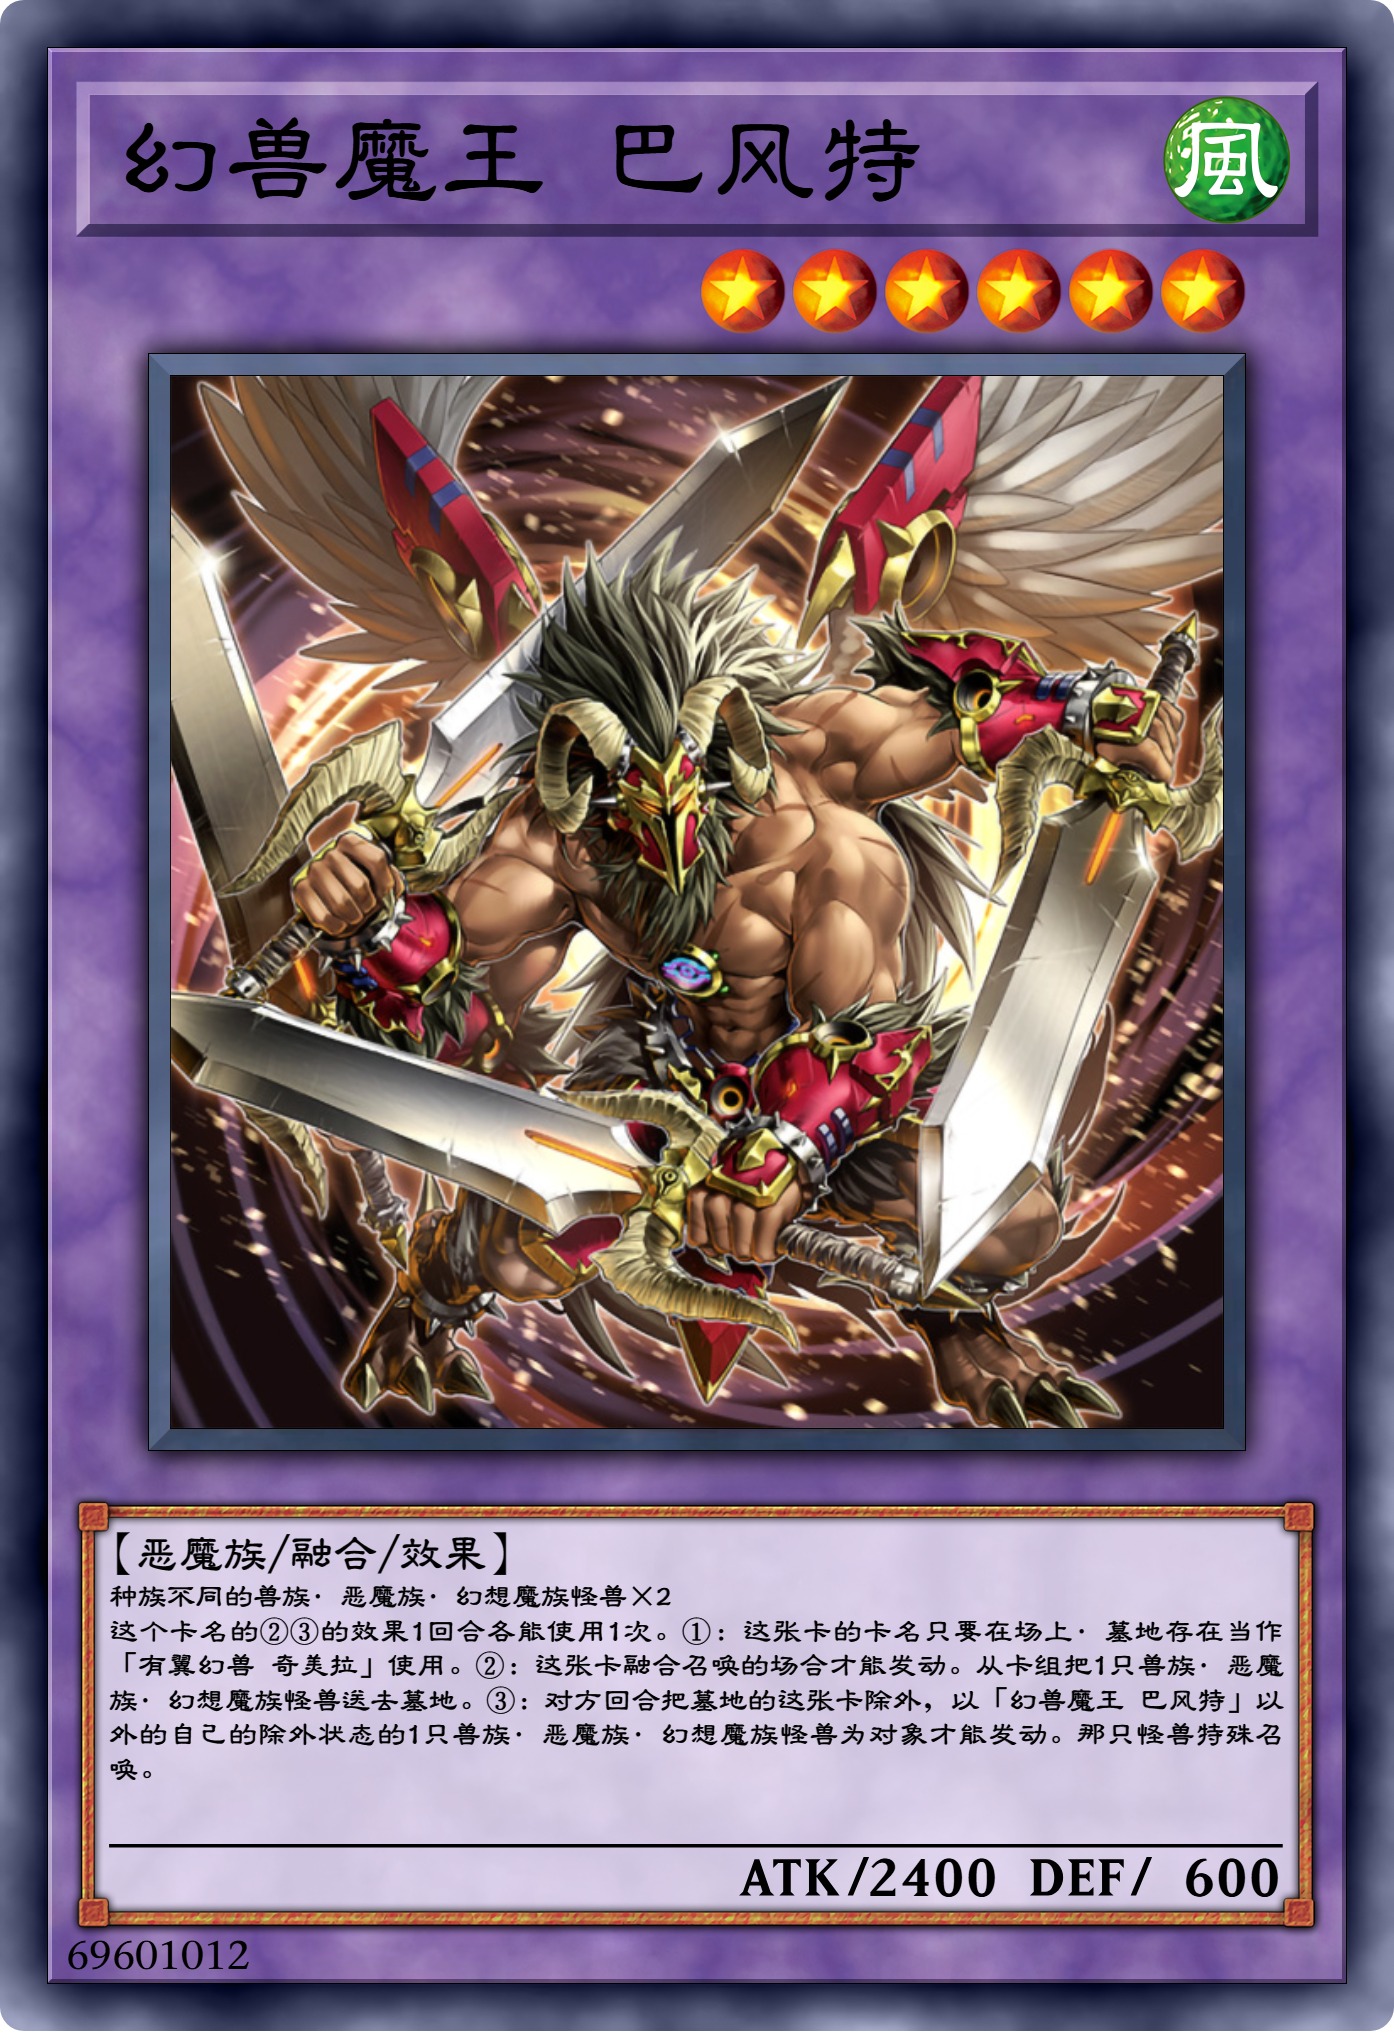 幻兽魔王 巴风特
風
【恶魔族/融合/效果】
种族不同的兽族·恶魔族·幻想魔族怪兽×2
这个卡名的②③的效果1回合各能使用1次。①：这张卡的卡名只要在场上·墓地存在当作
「有翼幻兽 奇美拉」使用。②：这张卡融合召唤的场合才能发动。从卡组把1只兽族·恶魔
族·幻想魔族怪兽送去墓地。③：对方回合把墓地的这张卡除外，以「幻兽魔王 巴风特」以
外的自己的除外状态的1只兽族·恶魔族·幻想魔族怪兽为对象才能发动。那只怪兽特殊召
唤。
ATK/2400 DEF/ 600
69601012